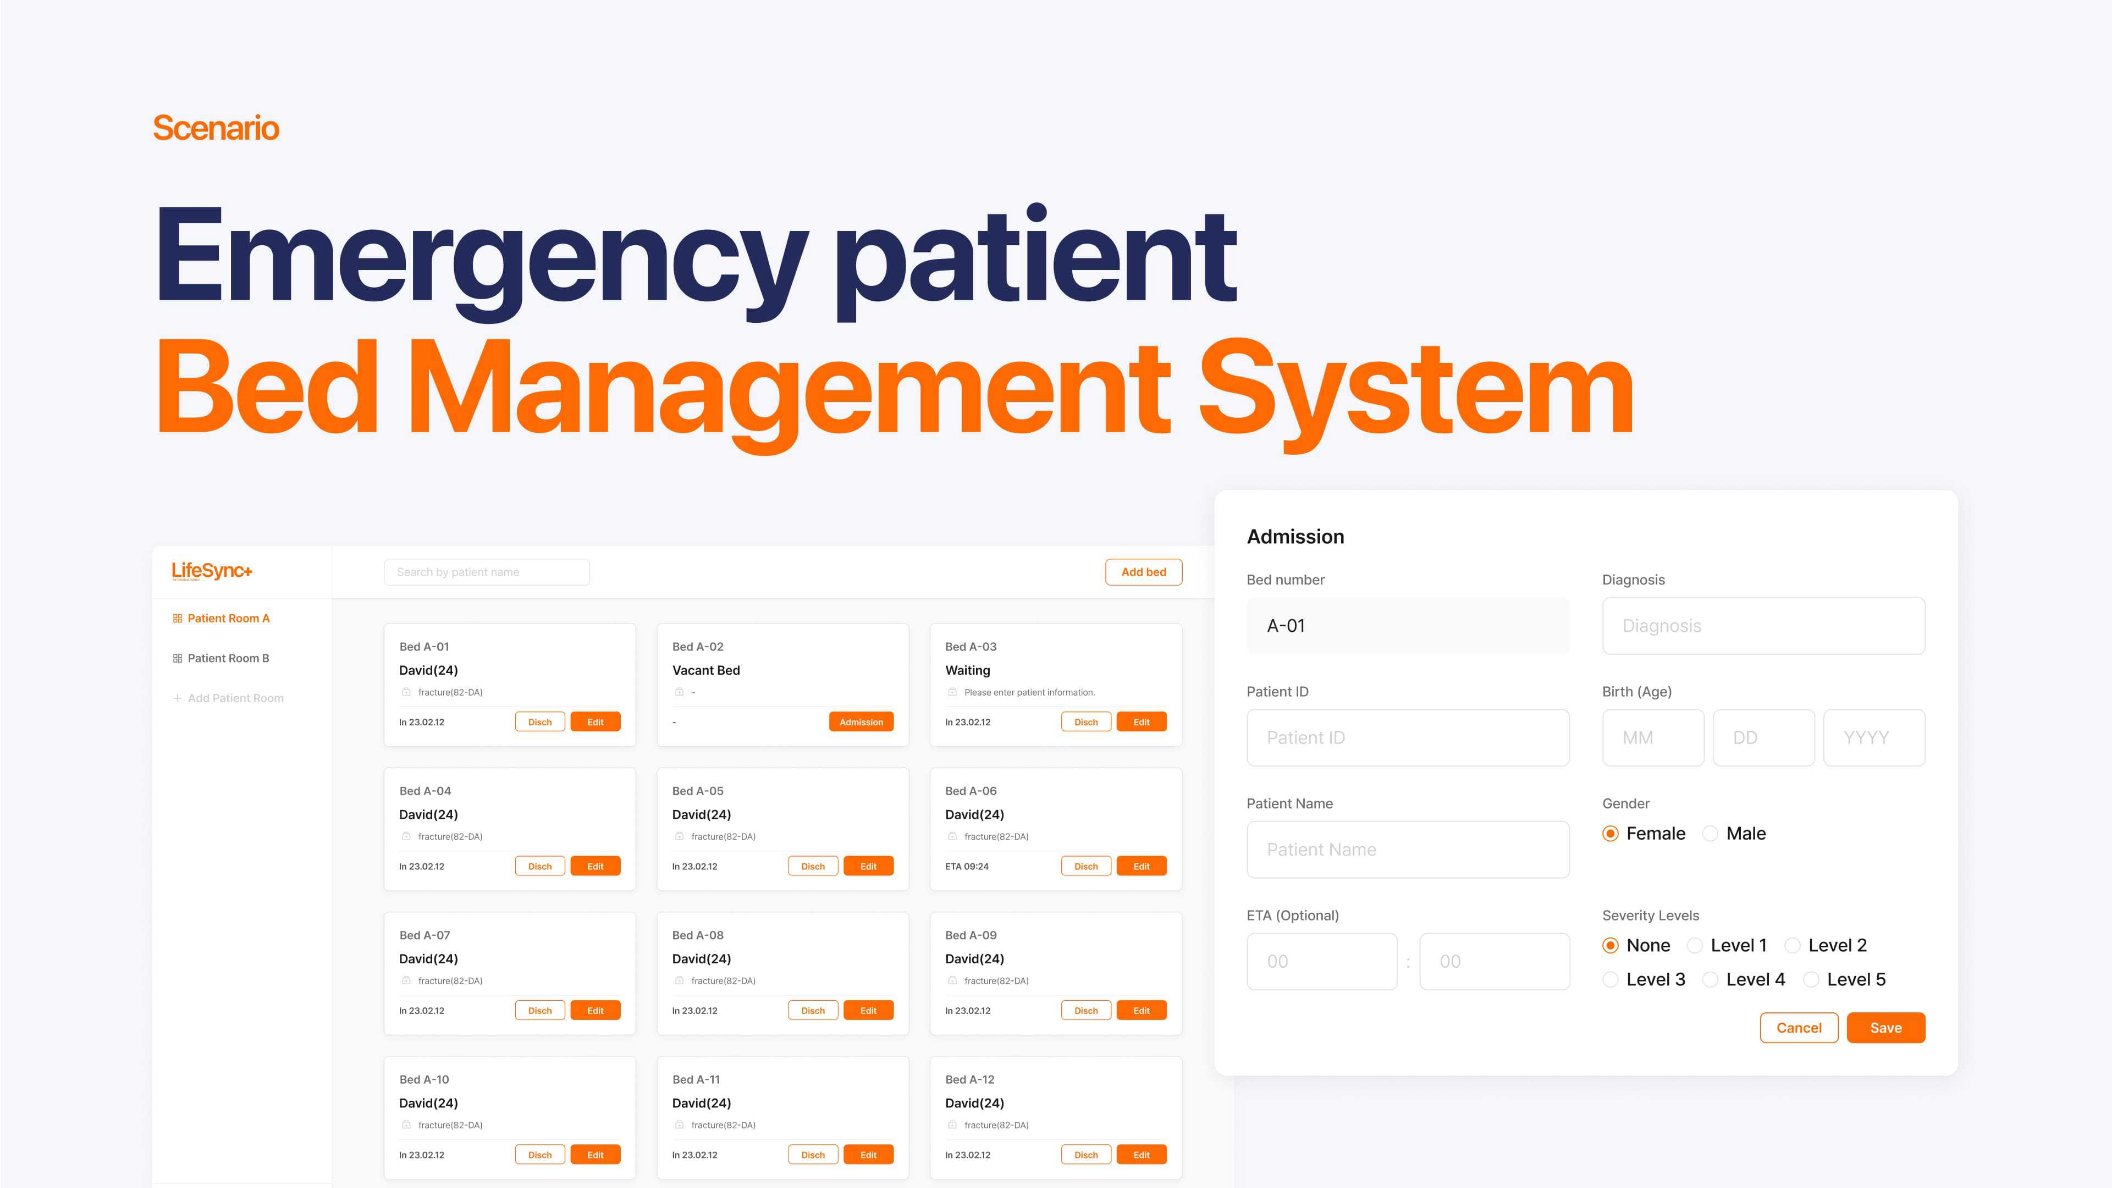 Scenario
Emergency patient
Bed Management System
LifeSync+
Search by patient name
Add bed
Patient Room A
Patient Room B
+ Add Patient Room
Bed A-01
David(24)
fracture(82-DA)
In 23.02.12
Disch
Edit
Bed A-02
Vacant Bed
-
-
Admission
Bed A-03
Waiting
Please enter patient information.
In 23.02.12
Disch
Edit
Bed A-04
David(24)
fracture(82-DA)
In 23.02.12
Disch
Edit
Bed A-05
David(24)
fracture(82-DA)
In 23.02.12
Disch
Edit
Bed A-06
David(24)
fracture(82-DA)
ETA 09:24
Disch
Edit
Bed A-07
David(24)
fracture(82-DA)
In 23.02.12
Disch
Edit
Bed A-08
David(24)
fracture(82-DA)
In 23.02.12
Disch
Edit
Bed A-09
David(24)
fracture(82-DA)
In 23.02.12
Disch
Edit
Bed A-10
David(24)
fracture(82-DA)
In 23.02.12
Disch
Edit
Bed A-11
David(24)
fracture(82-DA)
In 23.02.12
Disch
Edit
Bed A-12
David(24)
fracture(82-DA)
In 23.02.12
Disch
Edit
Admission
Bed number
A-01
Diagnosis
Diagnosis
Patient ID
Patient ID
Birth (Age)
MM
DD
YYYY
Patient Name
Patient Name
Gender
Female
Male
ETA (Optional)
00 : 00
Severity Levels
None
Level 1
Level 2
Level 3
Level 4
Level 5
Cancel
Save